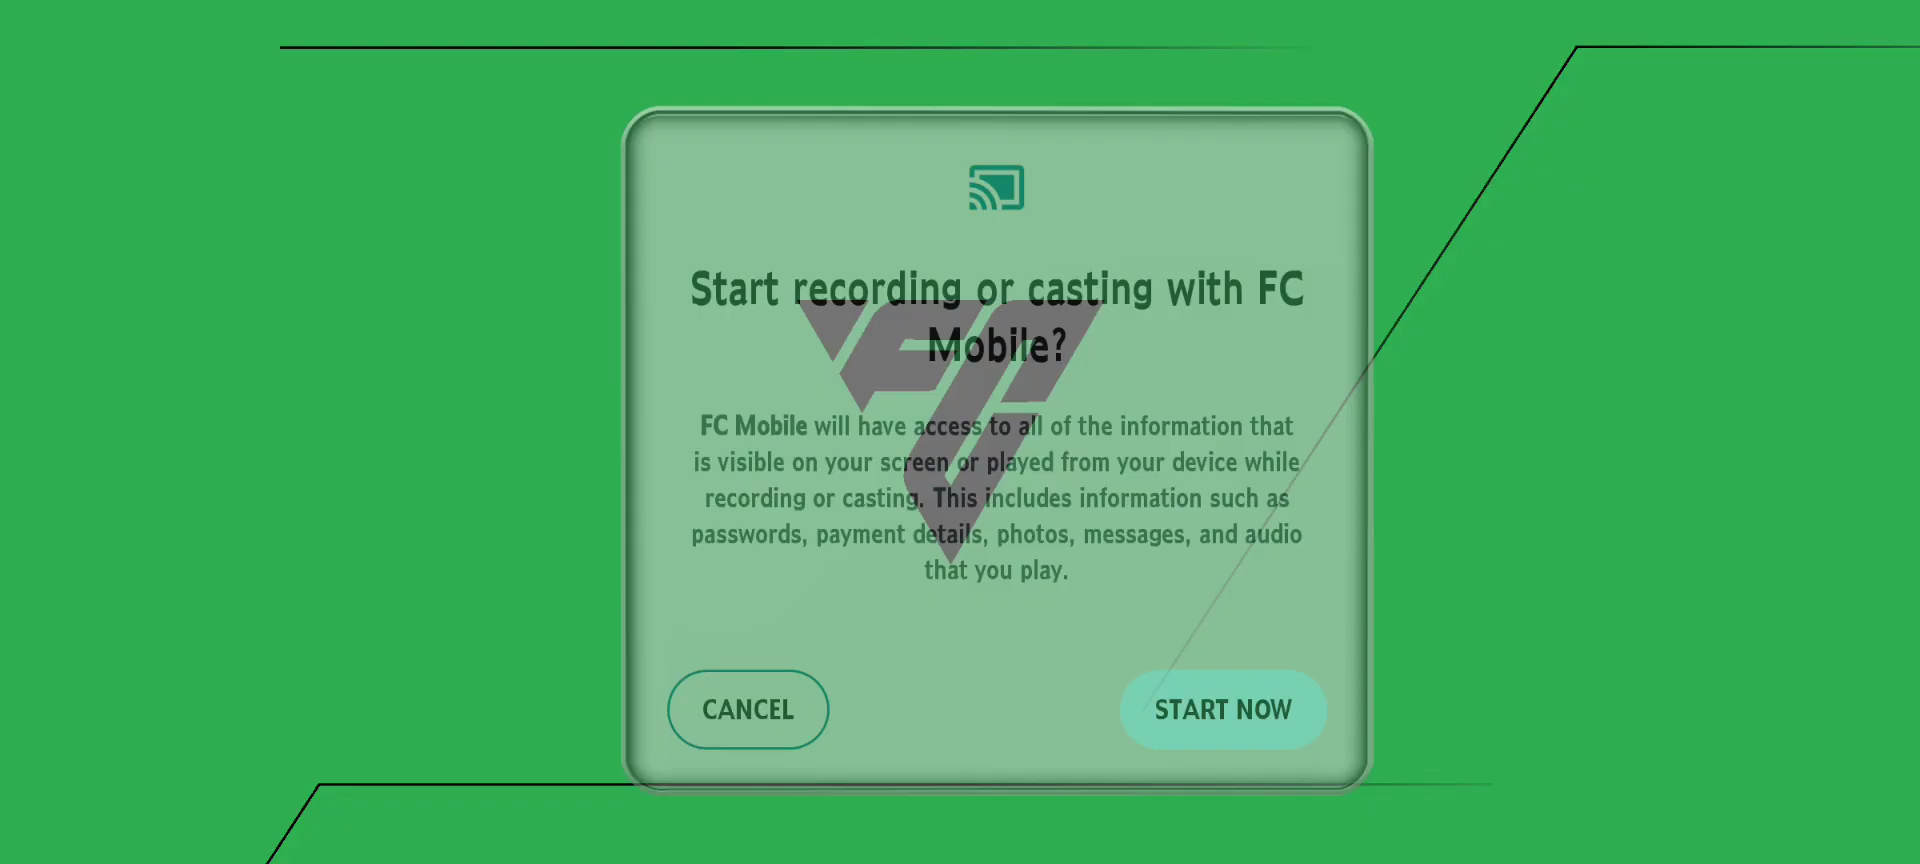 Start recording or casting with FC
Mobile?
FC Mobile will have access to all of the information that
is visible on your screen or played from your device while
recording or casting. This includes information such as
passwords, payment details, photos, messages, and audio
that you play.
CANCEL
START NOW